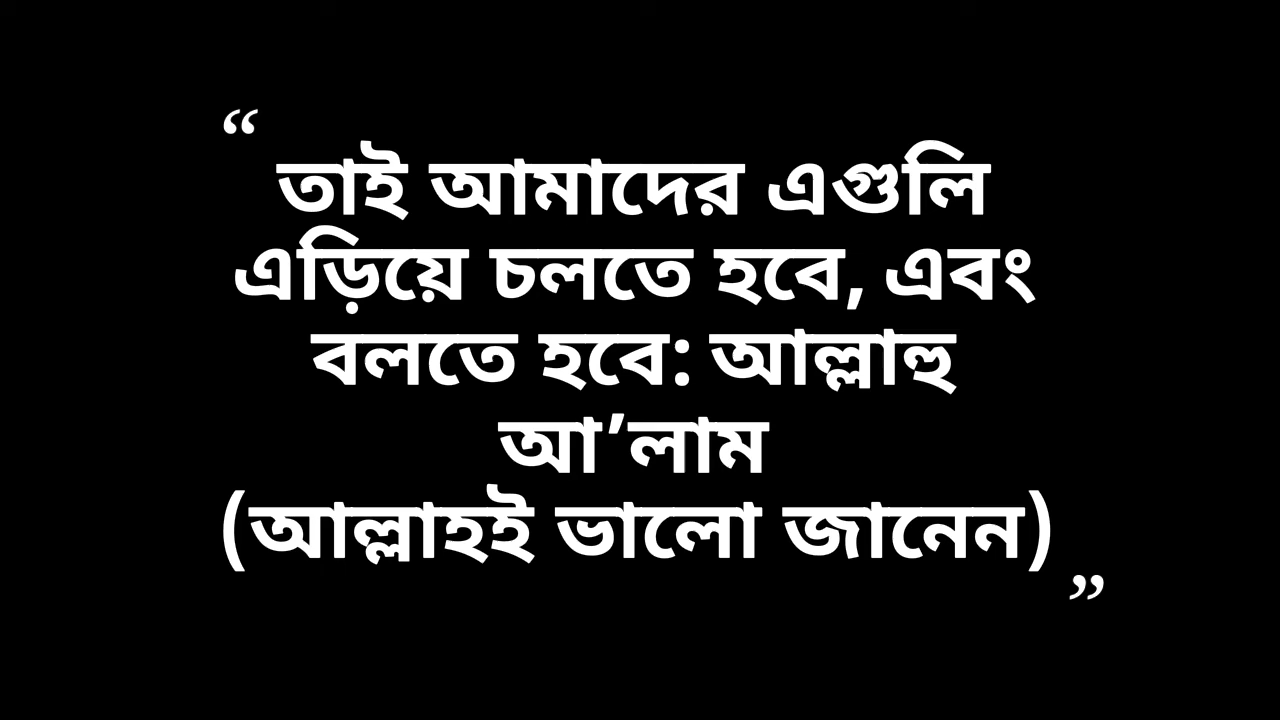 “
তাই আমাদের এগুলি
এড়িয়ে চলতে হবে, এবং
বলতে হবে: আল্লাহু
আ’লাম
(আল্লাহই ভালো জানেন)
”